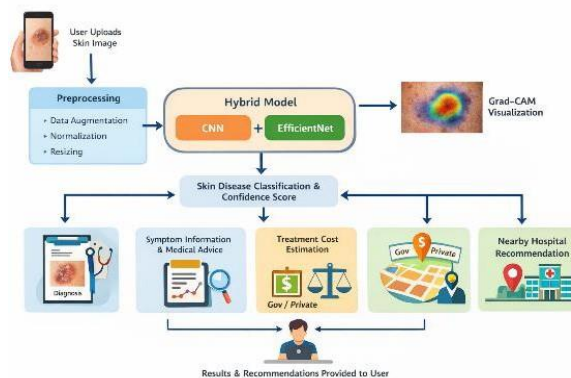 User Uploads
Skin Image
Preprocessing
Data Augmentation
Normalization
Resizing
Hybrid Model
CNN
+
EfficientNet
Grad-CAM
Visualization
Skin Disease Classification &
Confidence Score
Diagnosis
Symptom Information
& Medical Advice
Treatment Cost
Estimation
$
Gov / Private
Gov
$
Private
Nearby Hospital
Recommendation
Results & Recommendations Provided to User